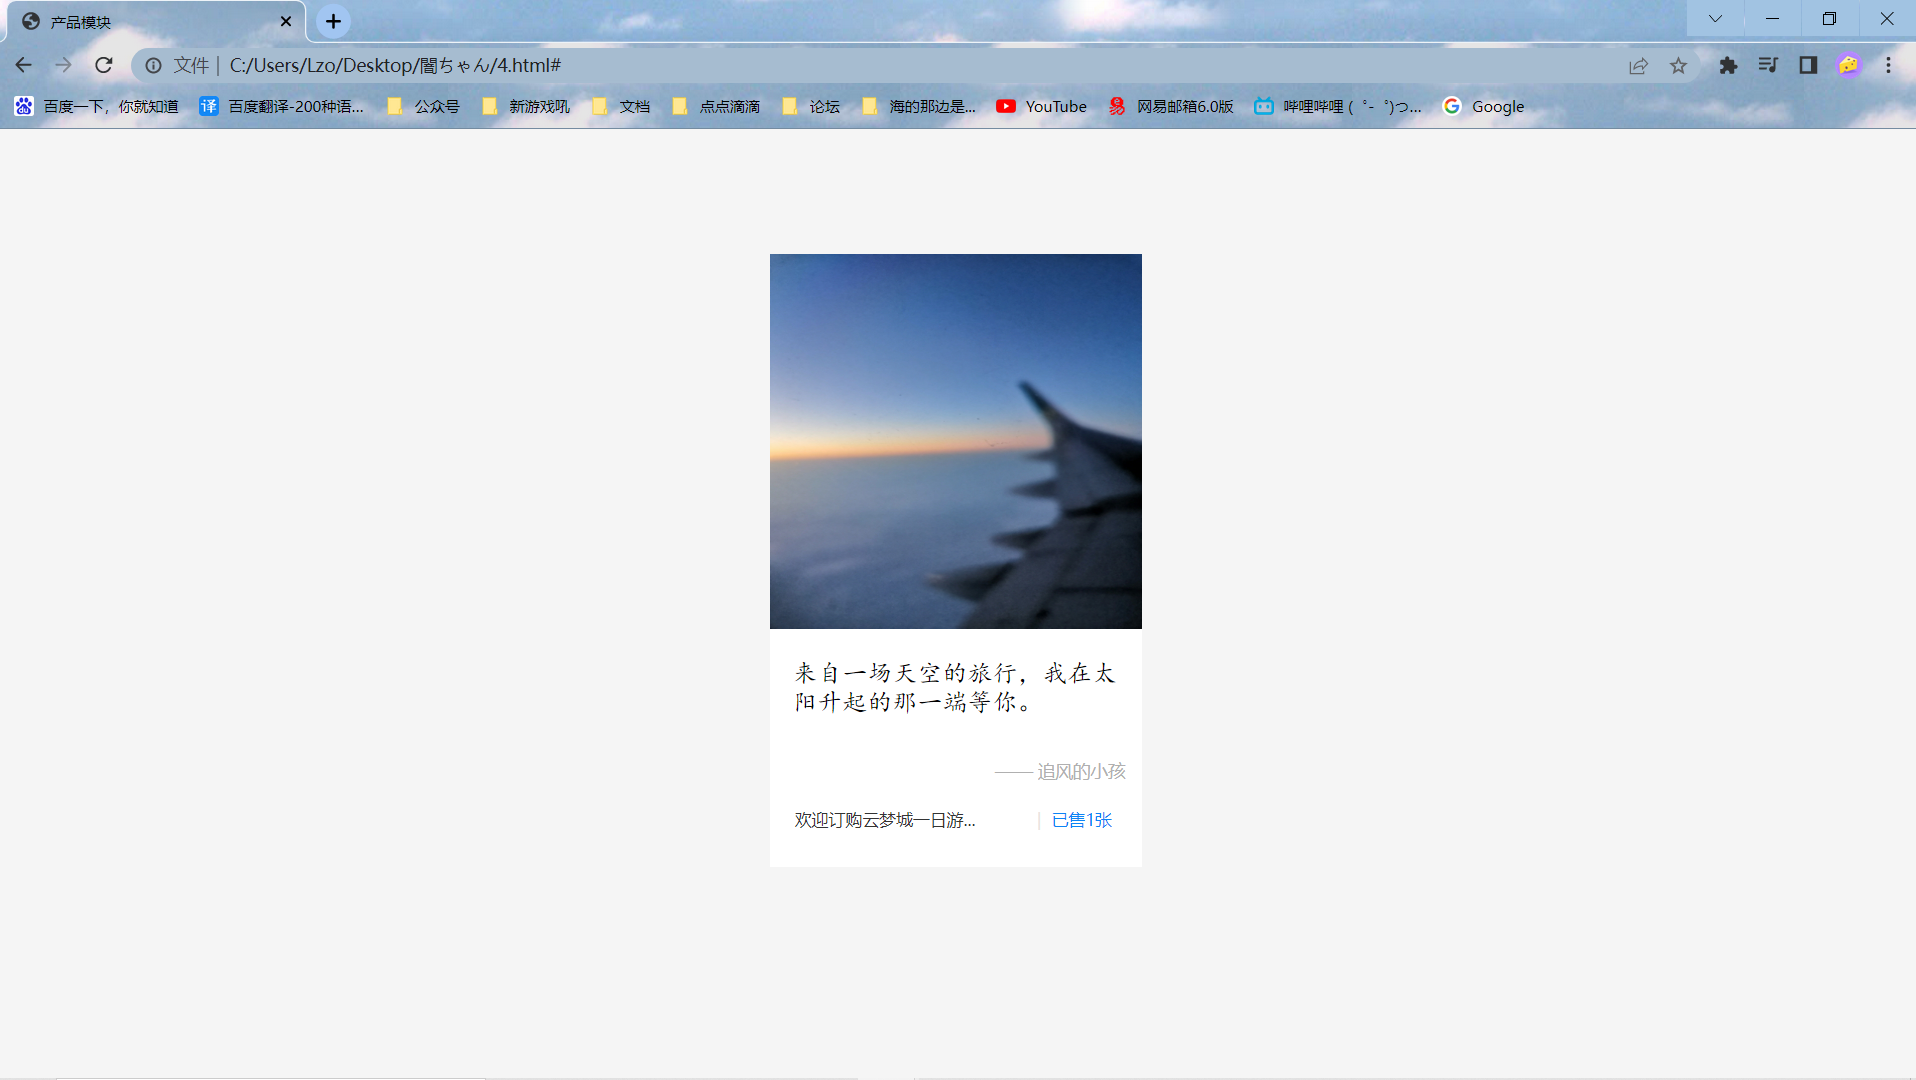 产品模块
文件 | C:/Users/Lzo/Desktop/闇ちゃん/4.html#
百度一下，你就知道 译 百度翻译-200种语... 公众号 新游戏吼 文档 点点滴滴 论坛 海的那边是... YouTube 易 网易邮箱6.0版 哔哩哔哩 ( ゜- ゜)つ... G Google
来自一场天空的旅行，我在太
阳升起的那一端等你。
—— 追风的小孩
欢迎订购云梦城一日游... | 已售1张